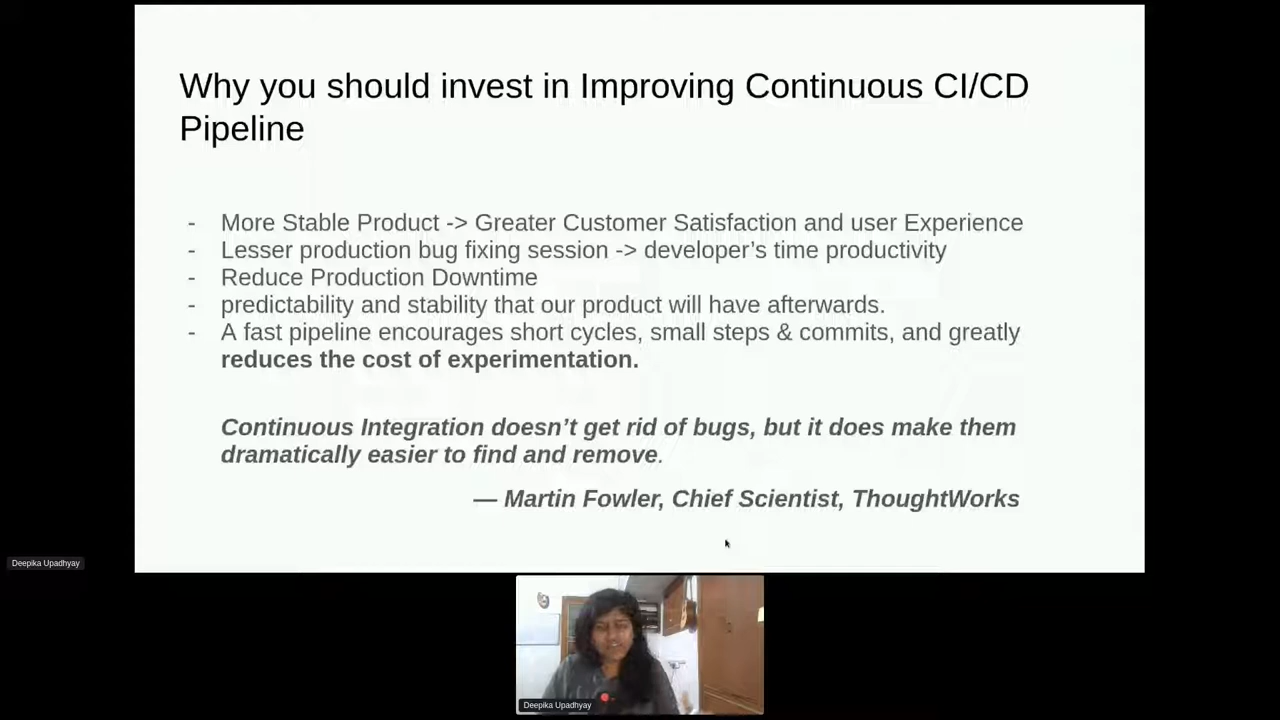 Why you should invest in Improving Continuous CI/CD
Pipeline
- More Stable Product -> Greater Customer Satisfaction and user Experience
- Lesser production bug fixing session -> developer’s time productivity
- Reduce Production Downtime
- predictability and stability that our product will have afterwards.
- A fast pipeline encourages short cycles, small steps & commits, and greatly
reduces the cost of experimentation.
Continuous Integration doesn’t get rid of bugs, but it does make them
dramatically easier to find and remove.
— Martin Fowler, Chief Scientist, ThoughtWorks
Deepika Upadhyay
Deepika Upadhyay